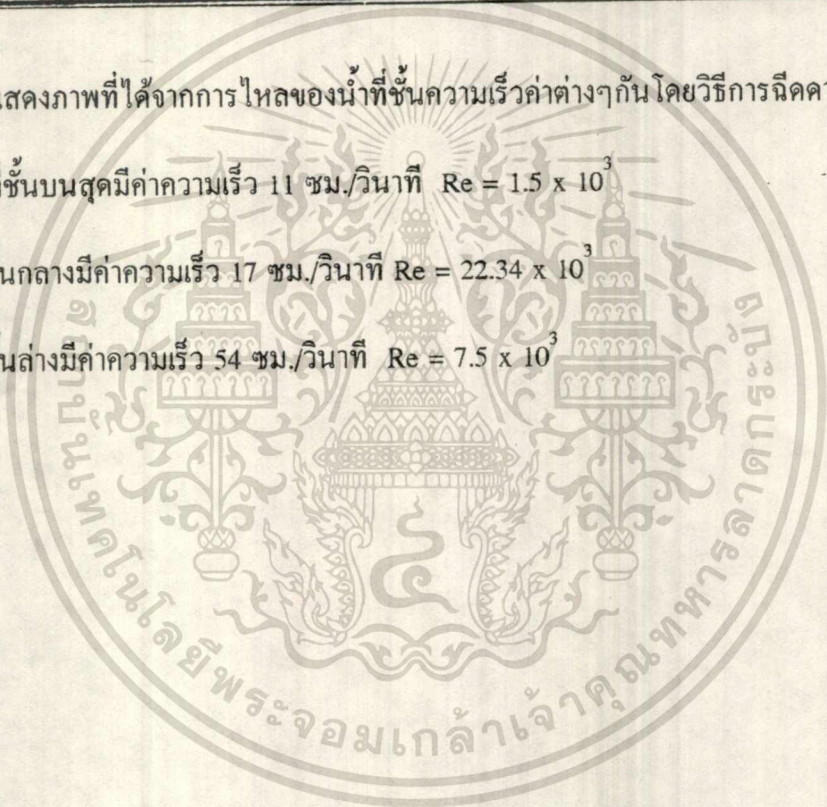 แสดงภาพที่ได้จากการไหลของน้ำที่ชั้นความเร็วค่าต่างๆกันโดยวิธีการฉีด
ชั้นบนสุดมีค่าความเร็ว 11 ซม./วินาที Re = 1.5 x 10³
นกลางมีค่าความเร็ว 17 ซม./วินาที Re = 22.34 x 10³
นล่างมีค่าความเร็ว 54 ซม./วินาที Re = 7.5 x 10³
สถาบันเทคโนโลยีพระจอมเกล้าเจ้าคุณทหารลาดกระบัง